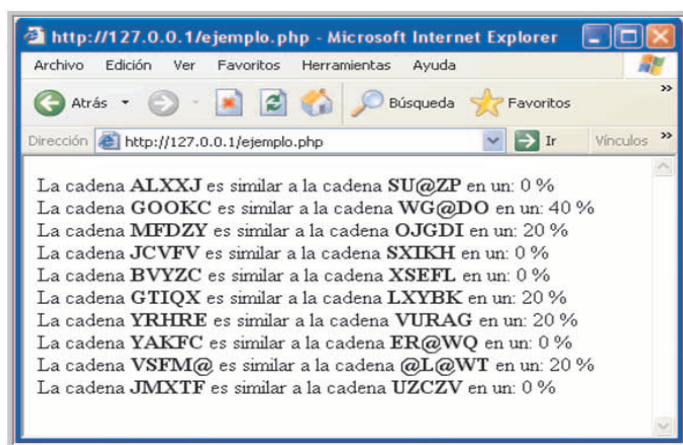 http://127.0.0.1/ejemplo.php - Microsoft Internet Explorer
Archivo Edición Ver Favoritos Herramientas Ayuda
Atrás Búsqueda Favoritos »
Dirección http://127.0.0.1/ejemplo.php Ir Vínculos »
La cadena ALXXJ es similar a la cadena SU@ZP en un: 0 %
La cadena GOOKC es similar a la cadena WG@DO en un: 40 %
La cadena MFDZY es similar a la cadena OJGDI en un: 20 %
La cadena JCVFV es similar a la cadena SXIKH en un: 0 %
La cadena BVYZC es similar a la cadena XSEFL en un: 0 %
La cadena GTIQX es similar a la cadena LXYBK en un: 20 %
La cadena YRHRE es similar a la cadena VURAG en un: 20 %
La cadena YAKFC es similar a la cadena ER@WQ en un: 0 %
La cadena VSFM@ es similar a la cadena @L@WT en un: 20 %
La cadena JMXTF es similar a la cadena UZCZV en un: 0 %